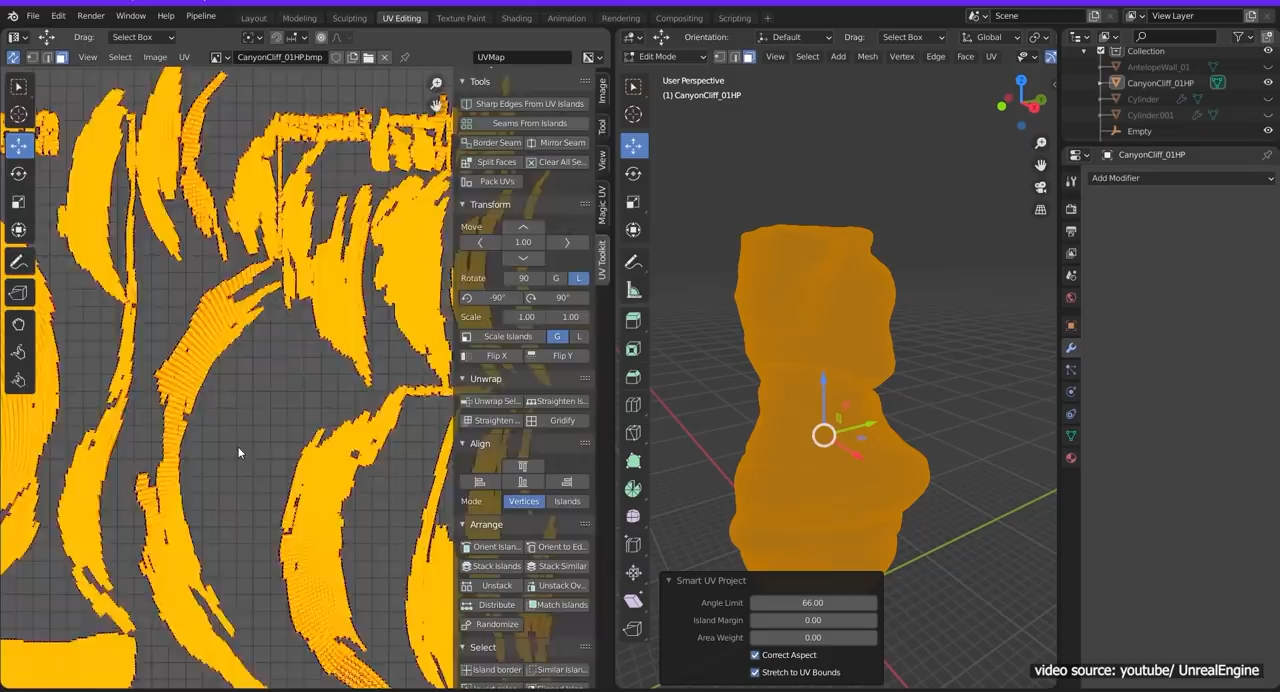 File Edit Render Window Help Pipeline
Layout Modeling Sculpting UV Editing Texture Paint Shading Animation Rendering Compositing Scripting +
Scene
View Layer
Drag: Select Box
View Select Image UV
CanyonCliff_01HP.bmp
UVMap
Orientation: Default Drag: Select Box Global
Edit Mode View Select Add Mesh Vertex Edge Face UV
User Perspective
(1) CanyonCliff_01HP
Tools
Sharp Edges From UV Islands
Seams From Islands
Border Seam Mirror Seam
Split Faces Clear All Se...
Pack UVs
Transform
Move
1.00
Rotate 90 G L
-90° 90°
Scale 1.00 1.00
Scale Islands G L
Flip X Flip Y
Unwrap
Unwrap Sel... Straighten Is...
Straighten ... Gridify
Align
Mode Vertices Islands
Arrange
Orient Islan... Orient to Ed...
Stack Islands Stack Similar
Unstack Unstack Ov...
Distribute Match Islands
Randomize
Select
Island border Similar Islan...
Image
Tool
View
Magic UV
UV Toolkit
Smart UV Project
Angle Limit 66.00
Island Margin 0.00
Area Weight 0.00
Correct Aspect
Stretch to UV Bounds
Collection
AntelopeWall_01
CanyonCliff_01HP
Cylinder
Cylinder.001
Empty
CanyonCliff_01HP
Add Modifier
video source: youtube/ UnrealEngine